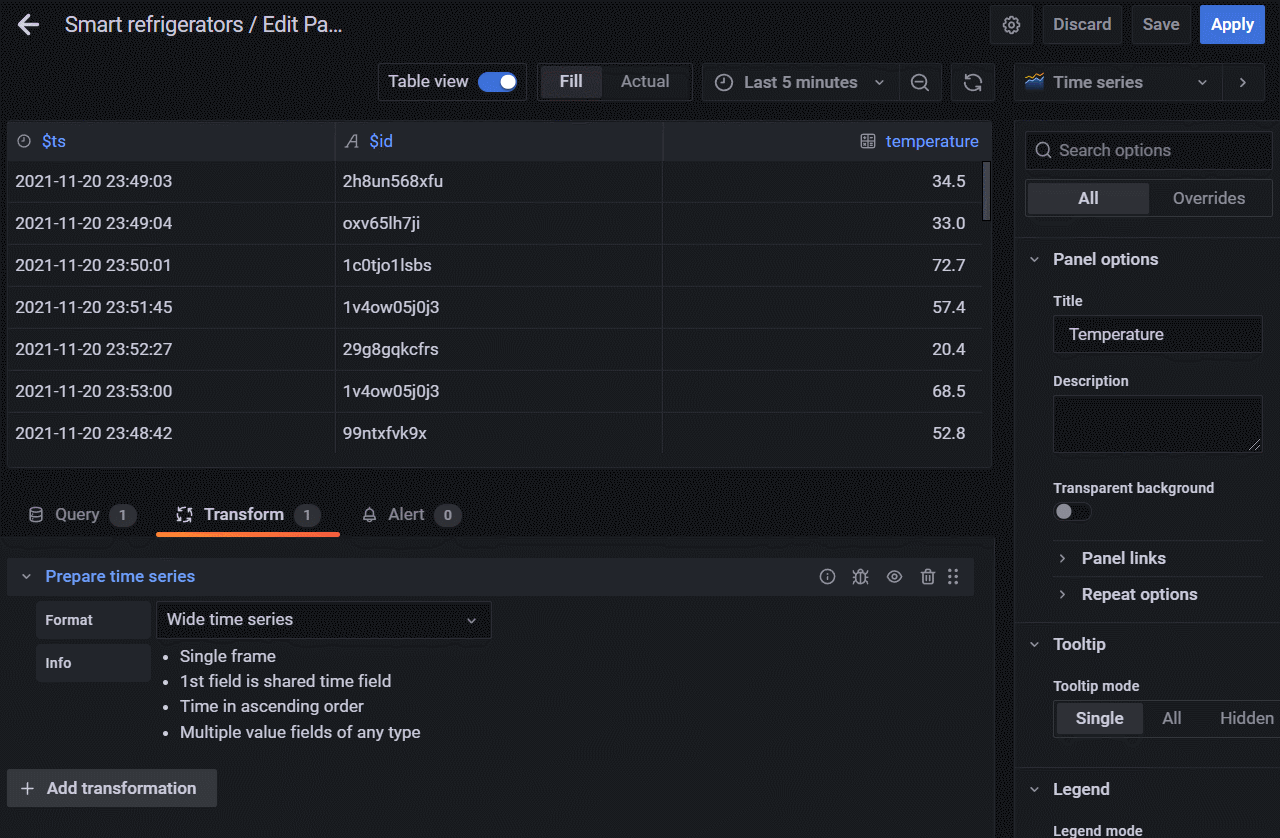 Smart refrigerators / Edit Pa...
Discard
Save
Apply
Table view
Fill
Actual
Last 5 minutes
Time series
$ts
$id
temperature
2021-11-20 23:49:03 2h8un568xfu 34.5
2021-11-20 23:49:04 oxv65lh7ji 33.0
2021-11-20 23:50:01 1c0tjo1lsbs 72.7
2021-11-20 23:51:45 1v4ow05j0j3 57.4
2021-11-20 23:52:27 29g8gqkcfrs 20.4
2021-11-20 23:53:00 1v4ow05j0j3 68.5
2021-11-20 23:48:42 99ntxfvk9x 52.8
Query 1
Transform 1
Alert 0
Prepare time series
Format
Wide time series
Info
• Single frame
• 1st field is shared time field
• Time in ascending order
• Multiple value fields of any type
+ Add transformation
Search options
All
Overrides
Panel options
Title
Temperature
Description
Transparent background
Panel links
Repeat options
Tooltip
Tooltip mode
Single
All
Hidden
Legend
Legend mode